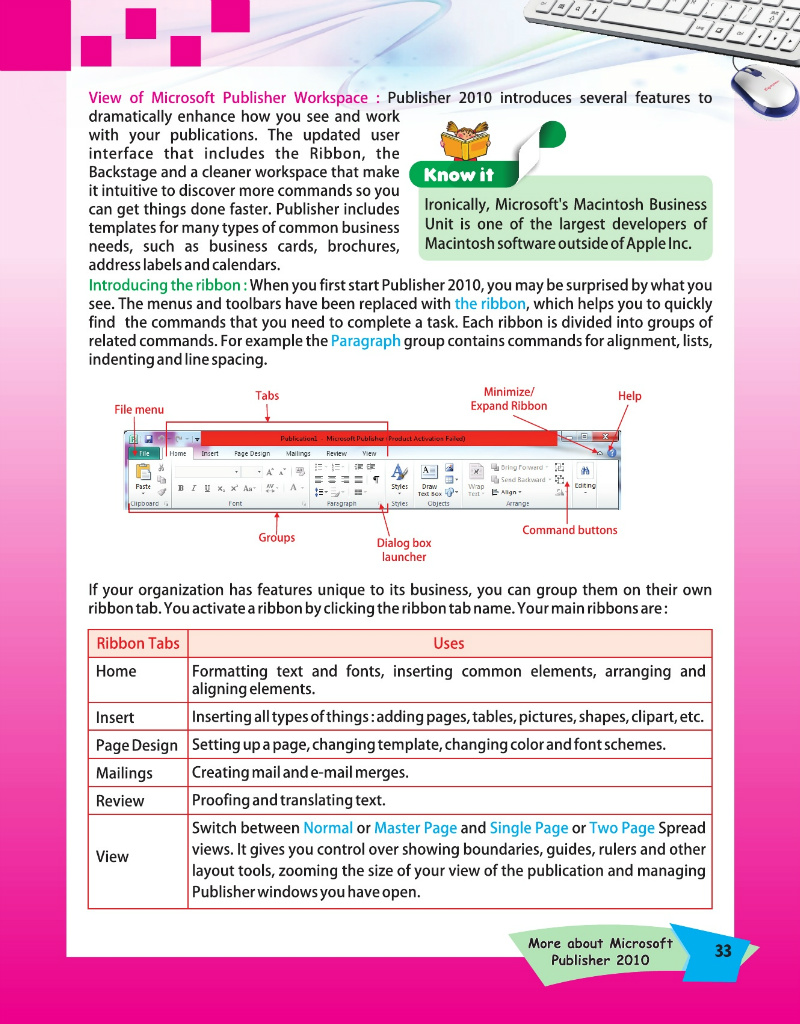 View of Microsoft Publisher Workspace : Publisher 2010 introduces several features to
dramatically enhance how you see and work
with your publications. The updated user
interface that includes the Ribbon, the
Backstage and a cleaner workspace that make
it intuitive to discover more commands so you
can get things done faster. Publisher includes
templates for many types of common business
needs, such as business cards, brochures,
address labels and calendars.
Know it
Ironically, Microsoft's Macintosh Business
Unit is one of the largest developers of
Macintosh software outside of Apple Inc.
Introducing the ribbon : When you first start Publisher 2010, you may be surprised by what you
see. The menus and toolbars have been replaced with the ribbon, which helps you to quickly
find the commands that you need to complete a task. Each ribbon is divided into groups of
related commands. For example the Paragraph group contains commands for alignment, lists,
indenting and line spacing.
File menu
Tabs
Minimize/
Expand Ribbon
Help
Publication1 - Microsoft Publisher (Product Activation Failed)
File Home Insert Page Design Mailings Review View
Paste
Styles
Draw
Text Box
Wrap
Text
Bring Forward
Send Backward
Align
Editing
Clipboard Font Paragraph Styles Objects Arrange
Groups
Dialog box
launcher
Command buttons
If your organization has features unique to its business, you can group them on their own
ribbon tab. You activate a ribbon by clicking the ribbon tab name. Your main ribbons are :
Ribbon Tabs Uses
Home Formatting text and fonts, inserting common elements, arranging and
aligning elements.
Insert Inserting all types of things : adding pages, tables, pictures, shapes, clipart, etc.
Page Design Setting up a page, changing template, changing color and font schemes.
Mailings Creating mail and e-mail merges.
Review Proofing and translating text.
View Switch between Normal or Master Page and Single Page or Two Page Spread
views. It gives you control over showing boundaries, guides, rulers and other
layout tools, zooming the size of your view of the publication and managing
Publisher windows you have open.
More about Microsoft
Publisher 2010
33